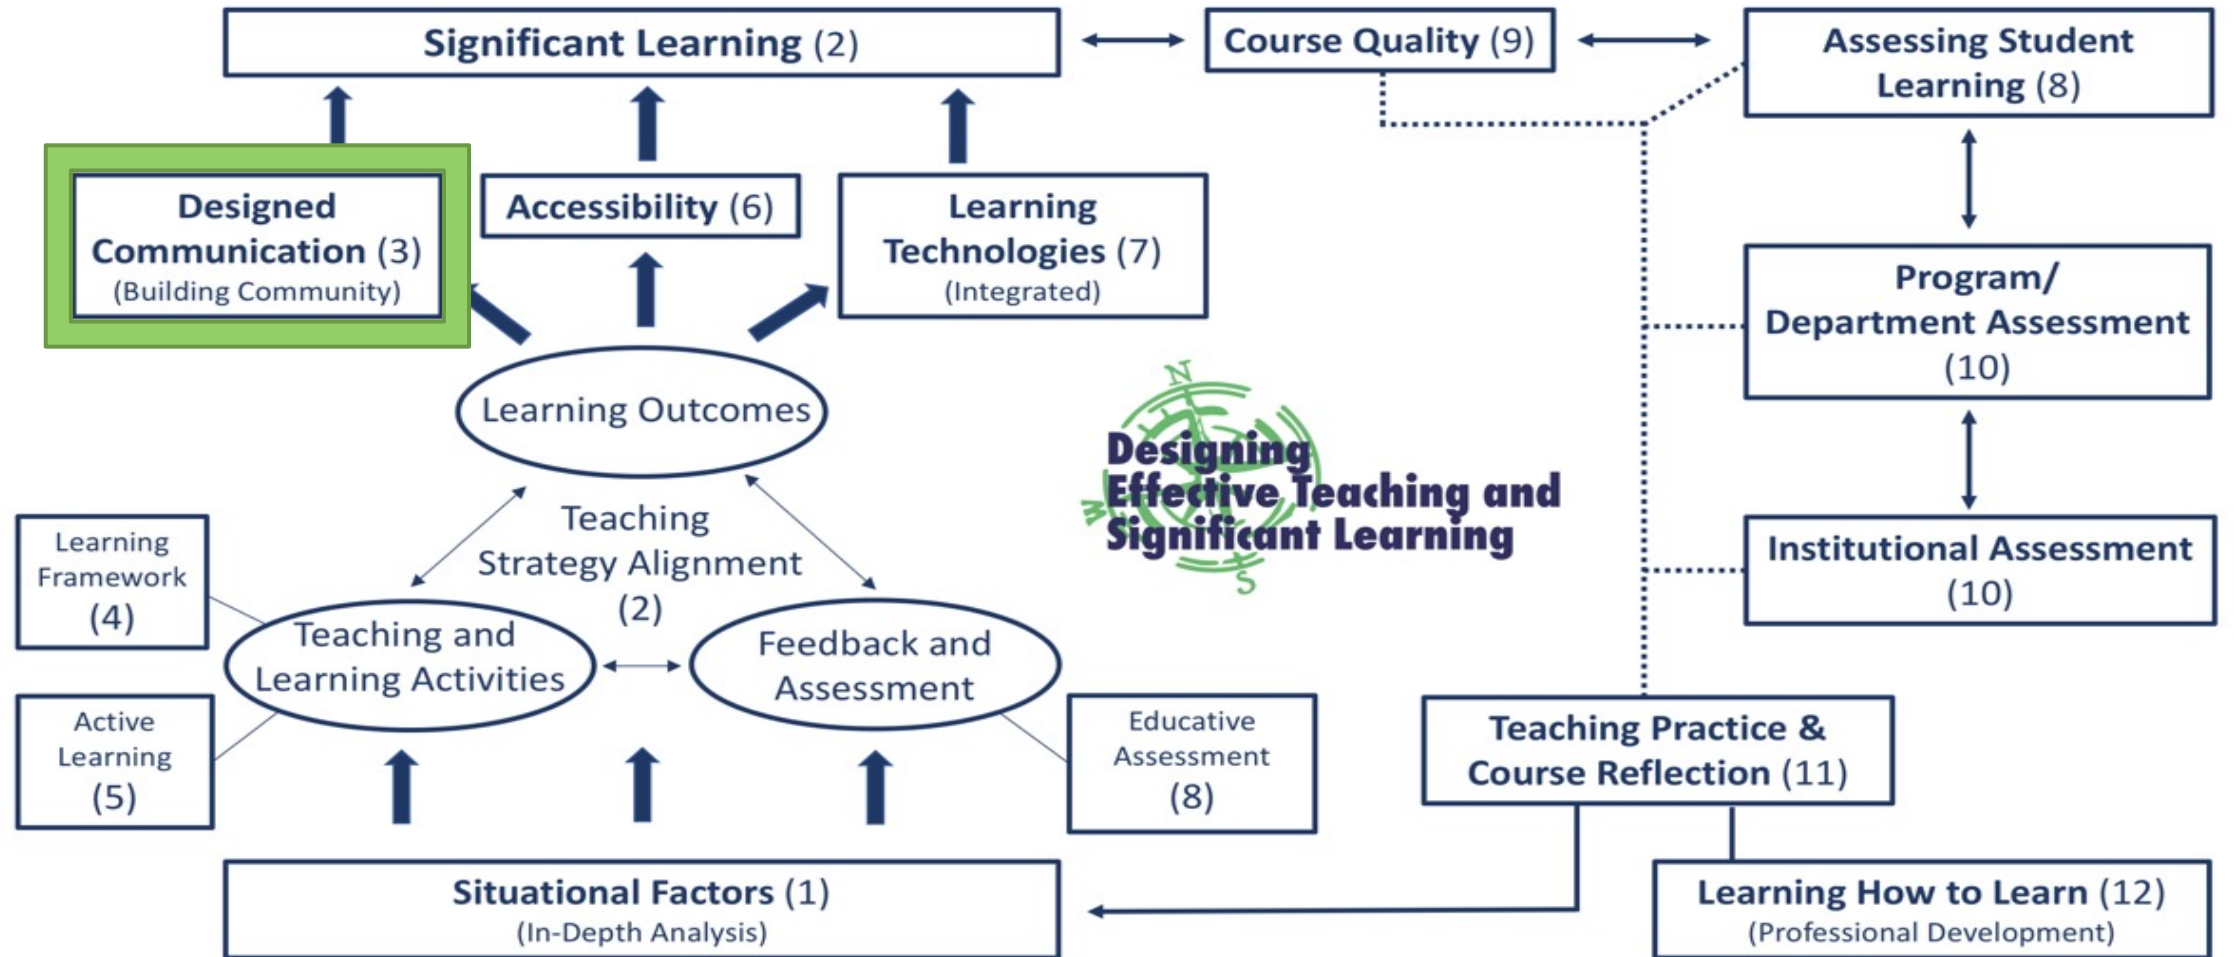 Significant Learning (2)
Course Quality (9)
Assessing Student
Learning (8)
Designed
Communication (3)
(Building Community)
Accessibility (6)
Learning
Technologies (7)
(Integrated)
Program/
Department Assessment
(10)
Learning Outcomes
N
W
S
Designing
Effective Teaching and
Significant Learning
Teaching
Strategy Alignment
(2)
Learning
Framework
(4)
Institutional Assessment
(10)
Teaching and
Learning Activities
Feedback and
Assessment
Active
Learning
(5)
Educative
Assessment
(8)
Teaching Practice &
Course Reflection (11)
Situational Factors (1)
(In-Depth Analysis)
Learning How to Learn (12)
(Professional Development)